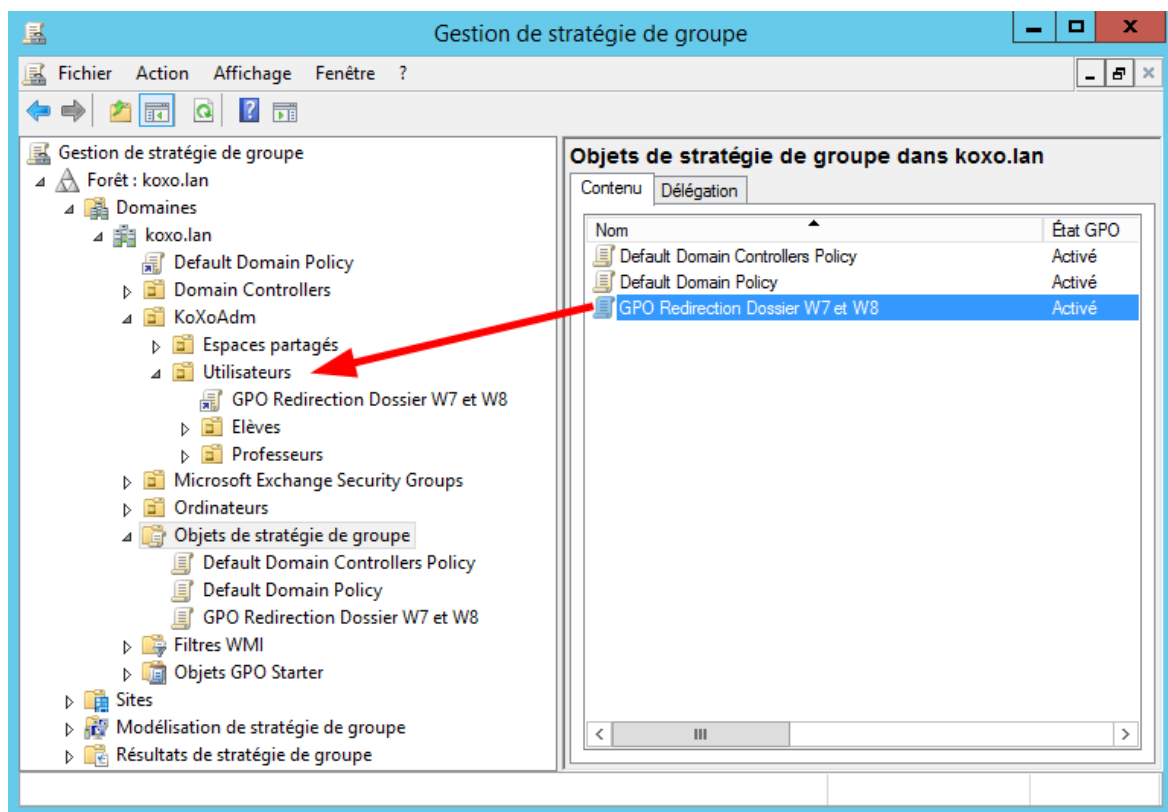 Gestion de stratégie de groupe
Fichier Action Affichage Fenêtre ?
Gestion de stratégie de groupe
Forêt : koxo.lan
Domaines
koxo.lan
Default Domain Policy
Domain Controllers
KoXoAdm
Espaces partagés
Utilisateurs
GPO Redirection Dossier W7 et W8
Elèves
Professeurs
Microsoft Exchange Security Groups
Ordinateurs
Objets de stratégie de groupe
Default Domain Controllers Policy
Default Domain Policy
GPO Redirection Dossier W7 et W8
Filtres WMI
Objets GPO Starter
Sites
Modélisation de stratégie de groupe
Résultats de stratégie de groupe
Objets de stratégie de groupe dans koxo.lan
Contenu Délégation
Nom État GPO
Default Domain Controllers Policy Activé
Default Domain Policy Activé
GPO Redirection Dossier W7 et W8 Activé